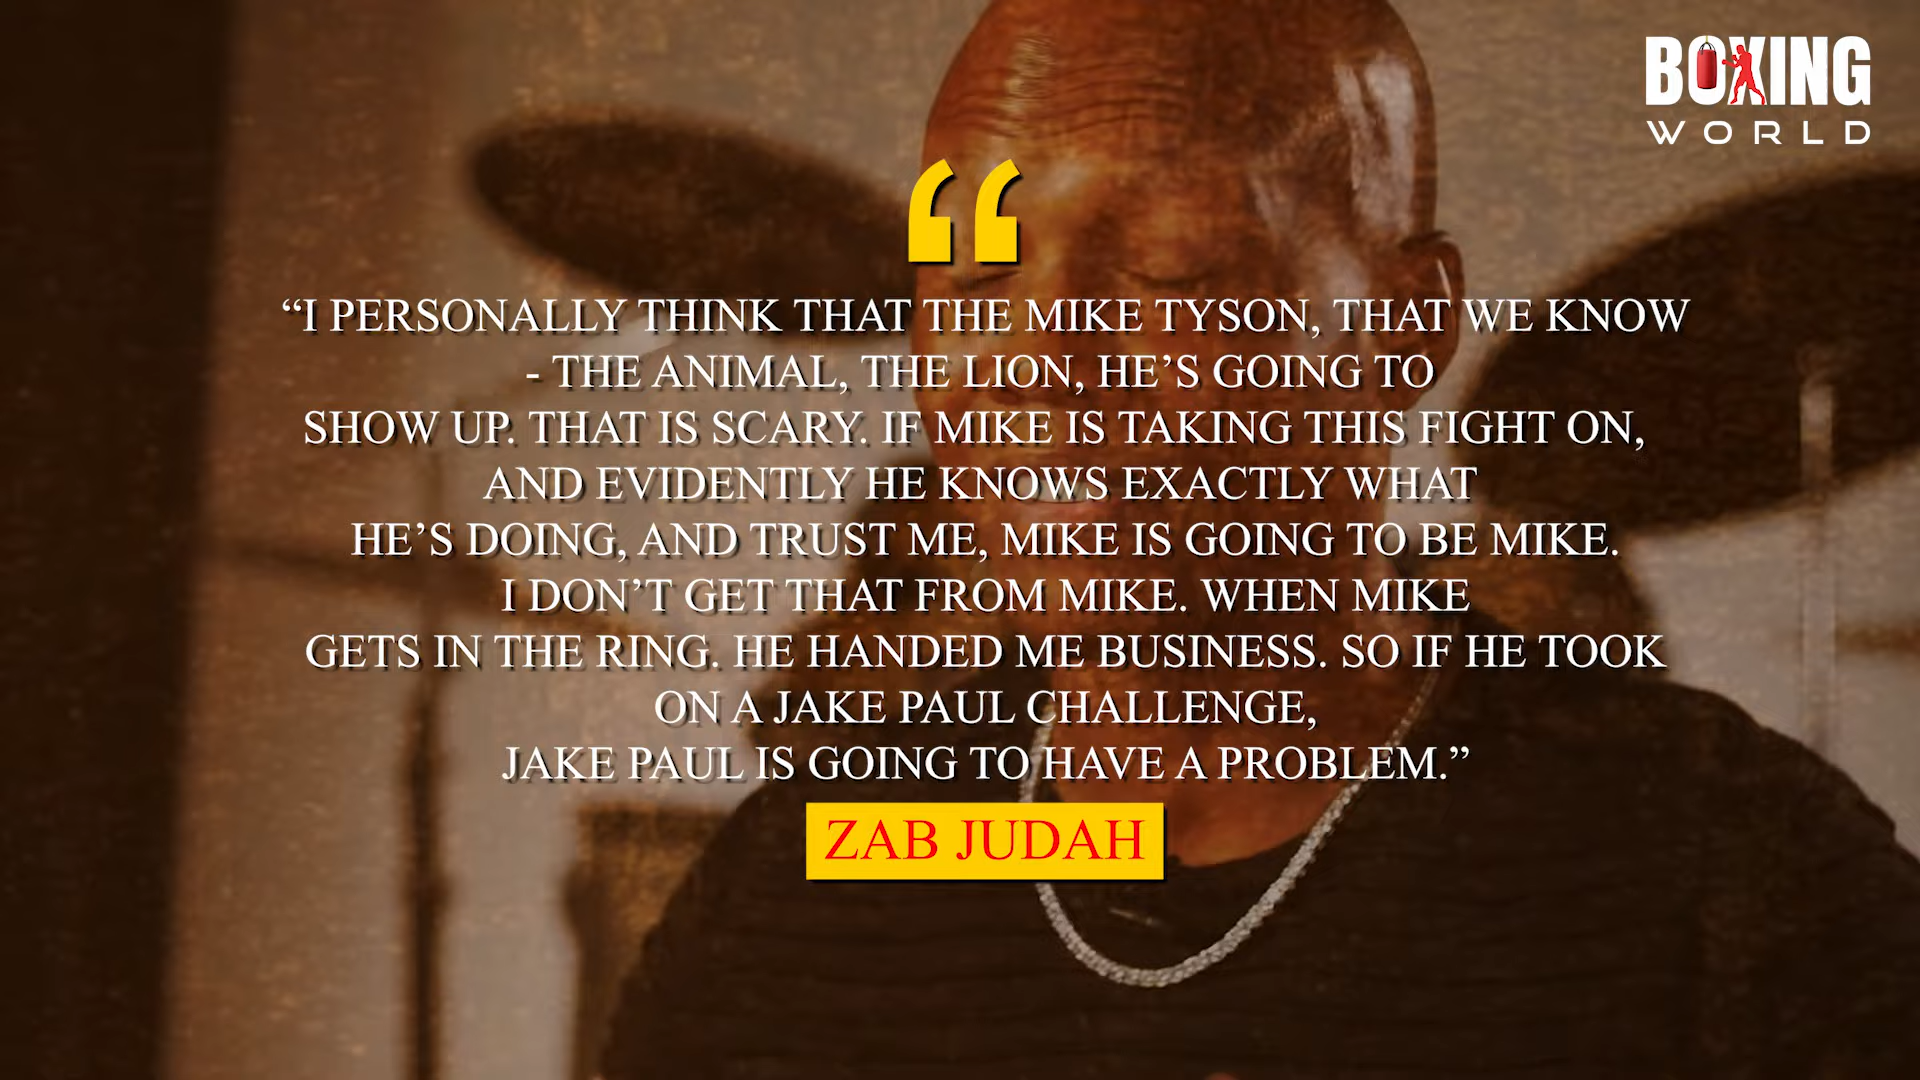 BOXING
WORLD
“I PERSONALLY THINK THAT THE MIKE TYSON, THAT WE KNOW
- THE ANIMAL, THE LION, HE’S GOING TO
SHOW UP. THAT IS SCARY. IF MIKE IS TAKING THIS FIGHT ON,
AND EVIDENTLY HE KNOWS EXACTLY WHAT
HE’S DOING, AND TRUST ME, MIKE IS GOING TO BE MIKE.
I DON’T GET THAT FROM MIKE. WHEN MIKE
GETS IN THE RING. HE HANDED ME BUSINESS. SO IF HE TOOK
ON A JAKE PAUL CHALLENGE,
JAKE PAUL IS GOING TO HAVE A PROBLEM.”
ZAB JUDAH